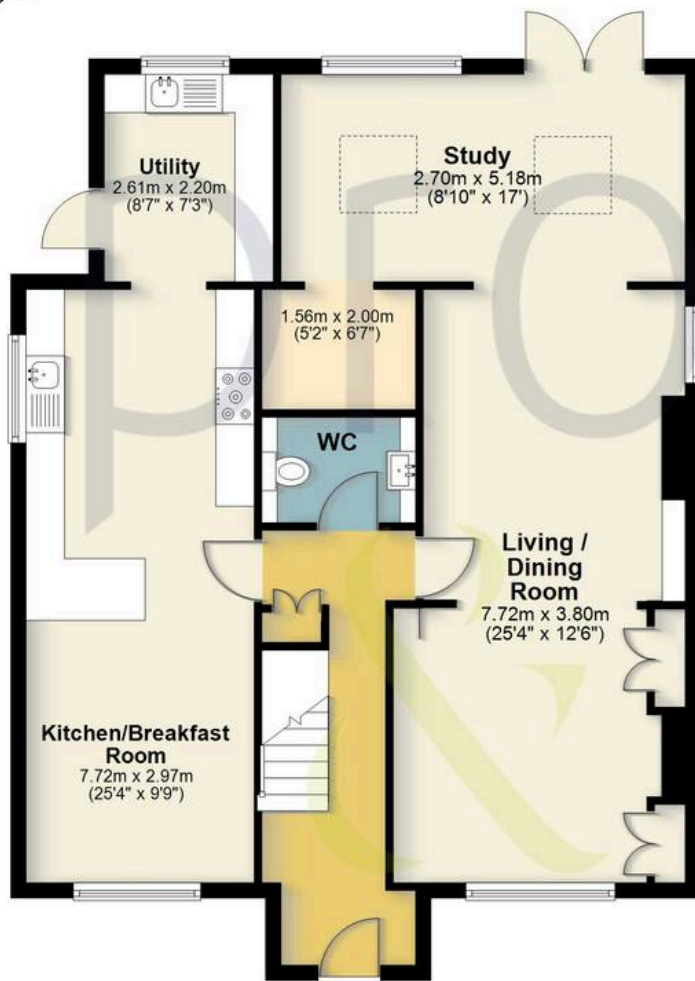 Utility
2.61m x 2.20m
(8'7" x 7'3")
Study
2.70m x 5.18m
(8'10" x 17')
1.56m x 2.00m
(5'2" x 6'7")
WC
Living /
Dining
Room
7.72m x 3.80m
(25'4" x 12'6")
Kitchen/Breakfast
Room
7.72m x 2.97m
(25'4" x 9'9")
pro
&